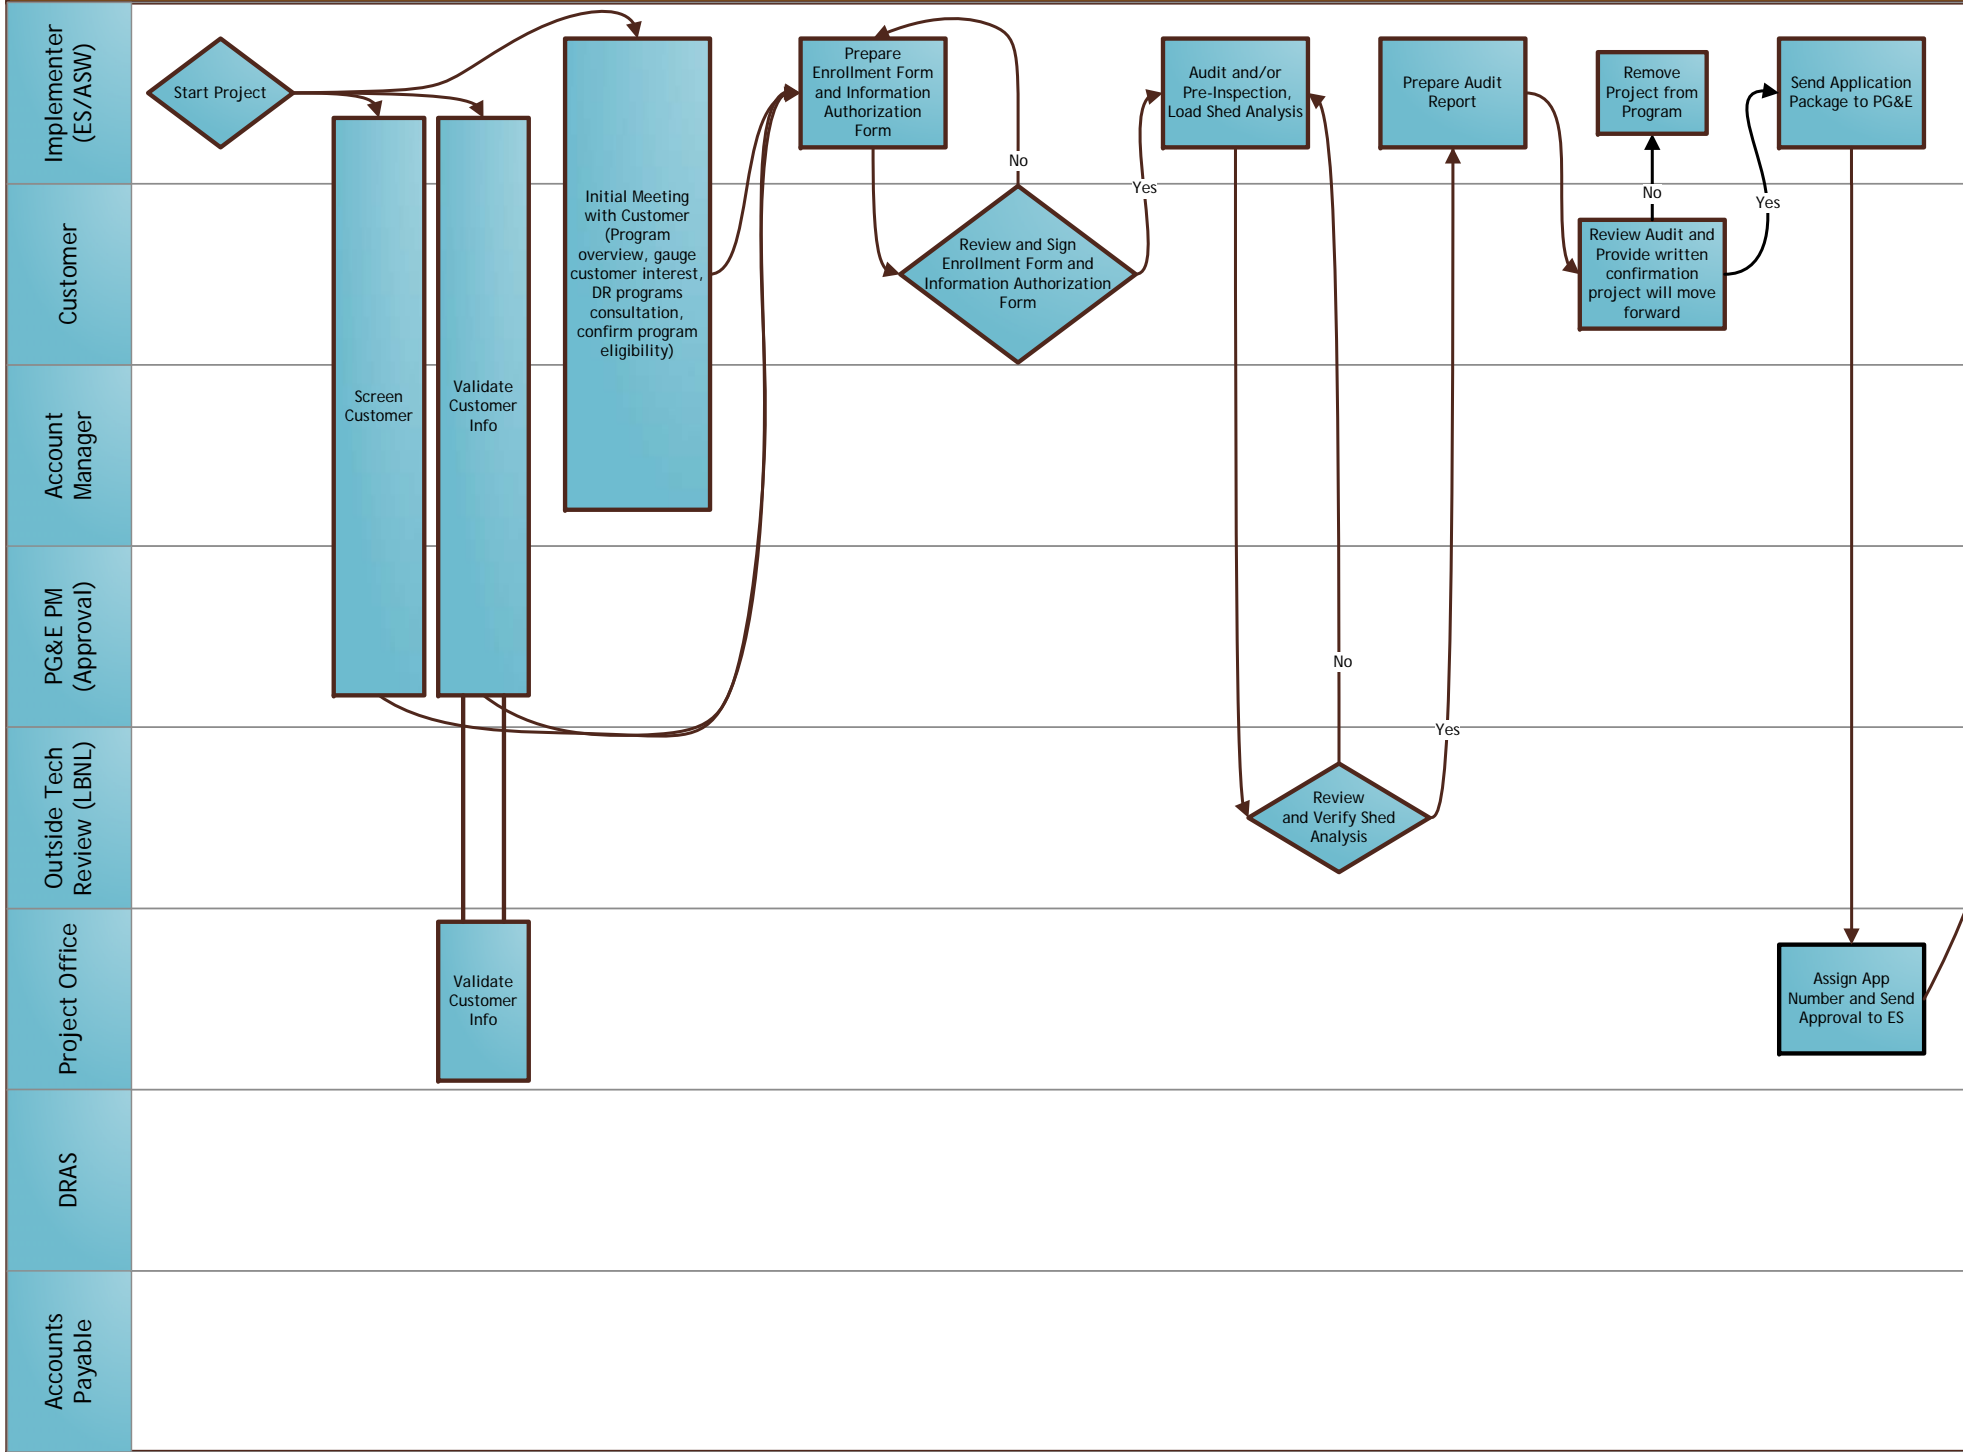 Implementer
(ES/ASW)
Customer
Account
Manager
PG&E PM
(Approval)
Outside Tech
Review (LBNL)
Project Office
DRAS
Accounts
Payable
Start Project
Screen
Customer
Validate
Customer
Info
Validate
Customer
Info
Initial Meeting
with Customer
(Program
overview, gauge
customer interest,
DR programs
consultation,
confirm program
eligibility)
Prepare
Enrollment Form
and Information
Authorization
Form
No
Review and Sign
Enrollment Form and
Information Authorization
Form
Yes
Audit and/or
Pre-Inspection,
Load Shed Analysis
No
Review
and Verify Shed
Analysis
Yes
Prepare Audit
Report
Remove
Project from
Program
No
Review Audit and
Provide written
confirmation
project will move
forward
Yes
Send Application
Package to PG&E
Assign App
Number and Send
Approval to ES